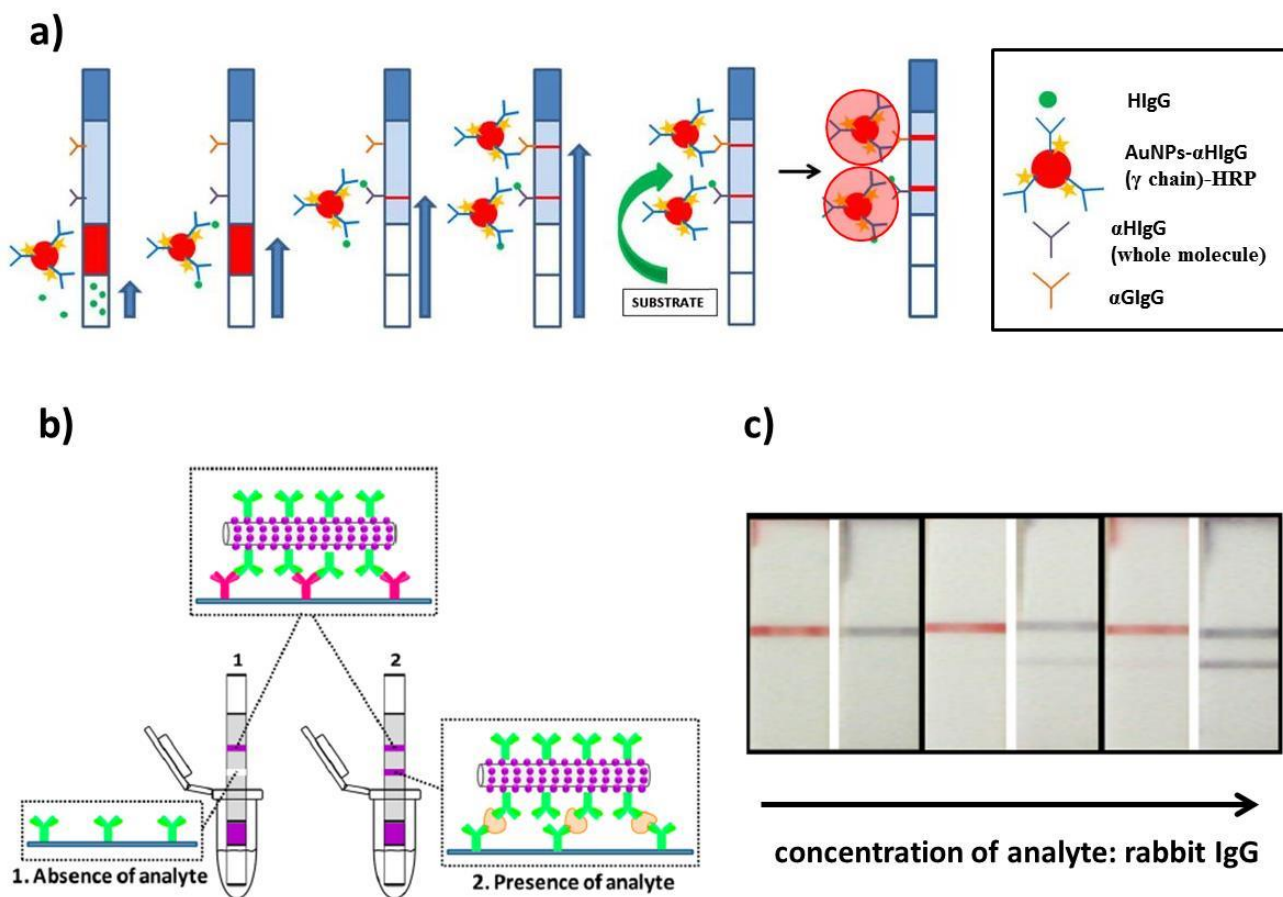 a)
SUBSTRATE
HIgG
AuNPs-αHIgG
(γ chain)-HRP
αHIgG
(whole molecule)
αGIgG
b)
1
2
1. Absence of analyte
2. Presence of analyte
c)
concentration of analyte: rabbit IgG